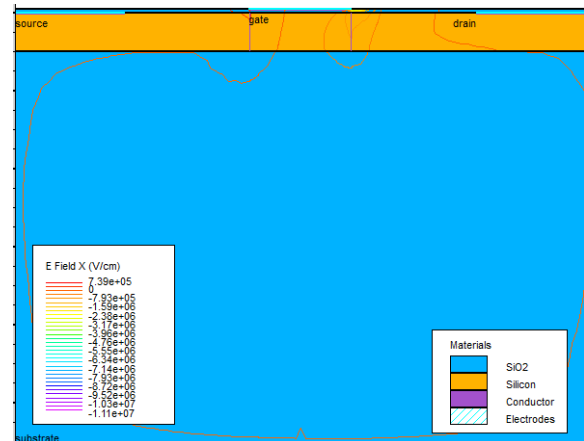 source
gate
drain
E Field X (V/cm)
7.39e+05
0
-7.93e+05
-1.59e+06
-2.38e+06
-3.17e+06
-3.96e+06
-4.76e+06
-5.55e+06
-6.34e+06
-7.14e+06
-7.93e+06
-8.72e+06
-9.52e+06
-1.03e+07
-1.11e+07
Materials
SiO2
Silicon
Conductor
Electrodes
substrate